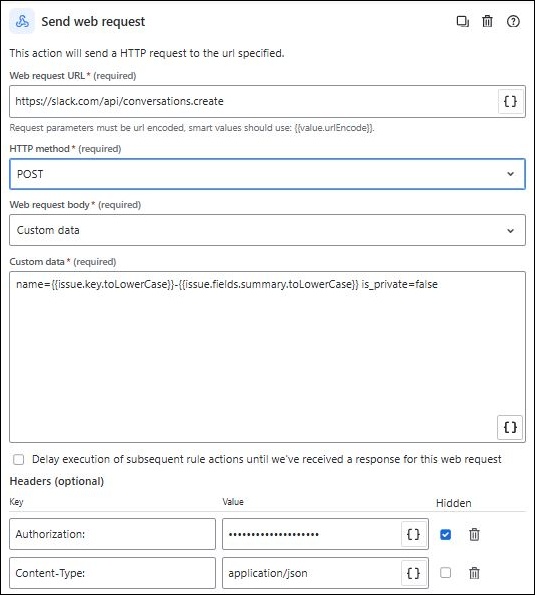 Send web request
This action will send a HTTP request to the url specified.
Web request URL* (required)
https://slack.com/api/conversations.create
{}
Request parameters must be url encoded, smart values should use: {{value.urlEncode}}.
HTTP method* (required)
POST
Web request body* (required)
Custom data
Custom data* (required)
name={{issue.key.toLowerCase}}-{{issue.fields.summary.toLowerCase}} is_private=false
{}
Delay execution of subsequent rule actions until we've received a response for this web request
Headers (optional)
Key Value Hidden
Authorization: •••••••••••••••••••• {}
Content-Type: application/json {}